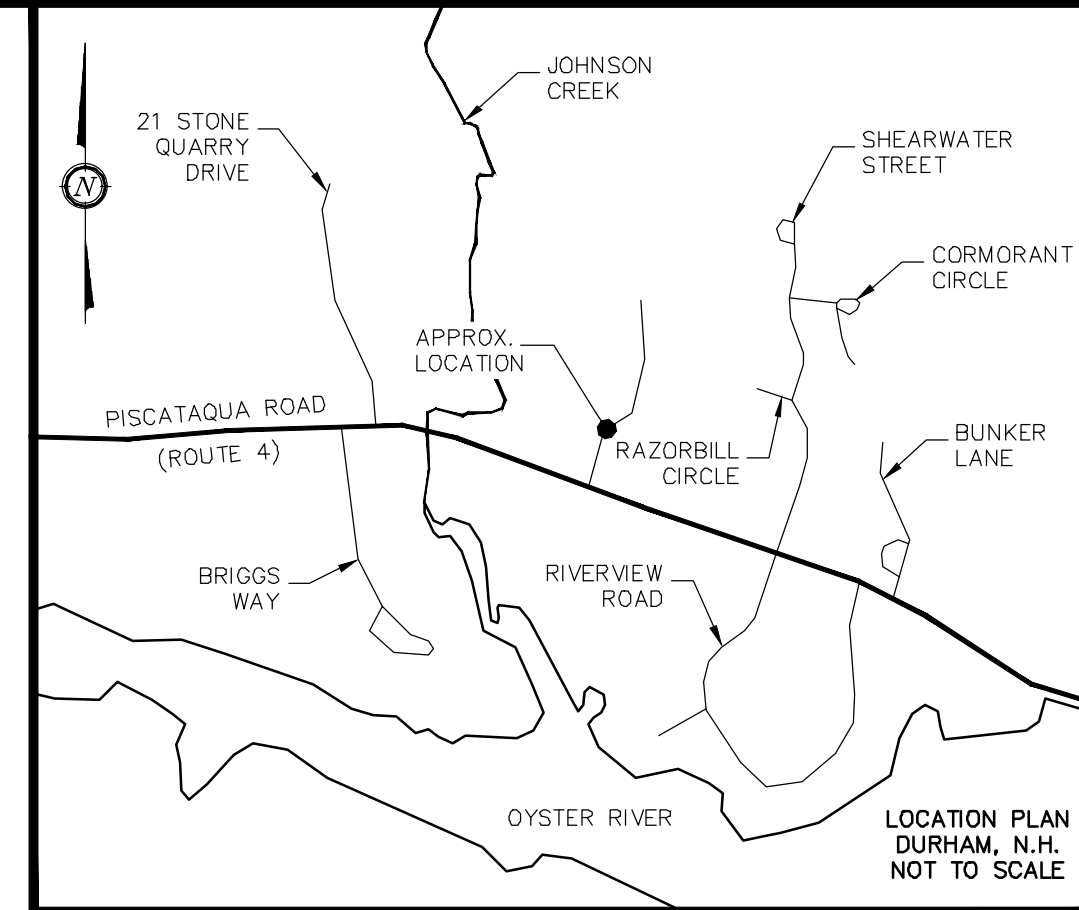 JOHNSON
CREEK
21 STONE
QUARRY
DRIVE
SHEARWATER
STREET
N
CORMORANT
CIRCLE
APPROX.
LOCATION
PISCATAQUA ROAD
(ROUTE 4)
RAZORBILL
CIRCLE
BUNKER
LANE
BRIGGS
WAY
RIVERVIEW
ROAD
OYSTER RIVER
LOCATION PLAN
DURHAM, N.H.
NOT TO SCALE